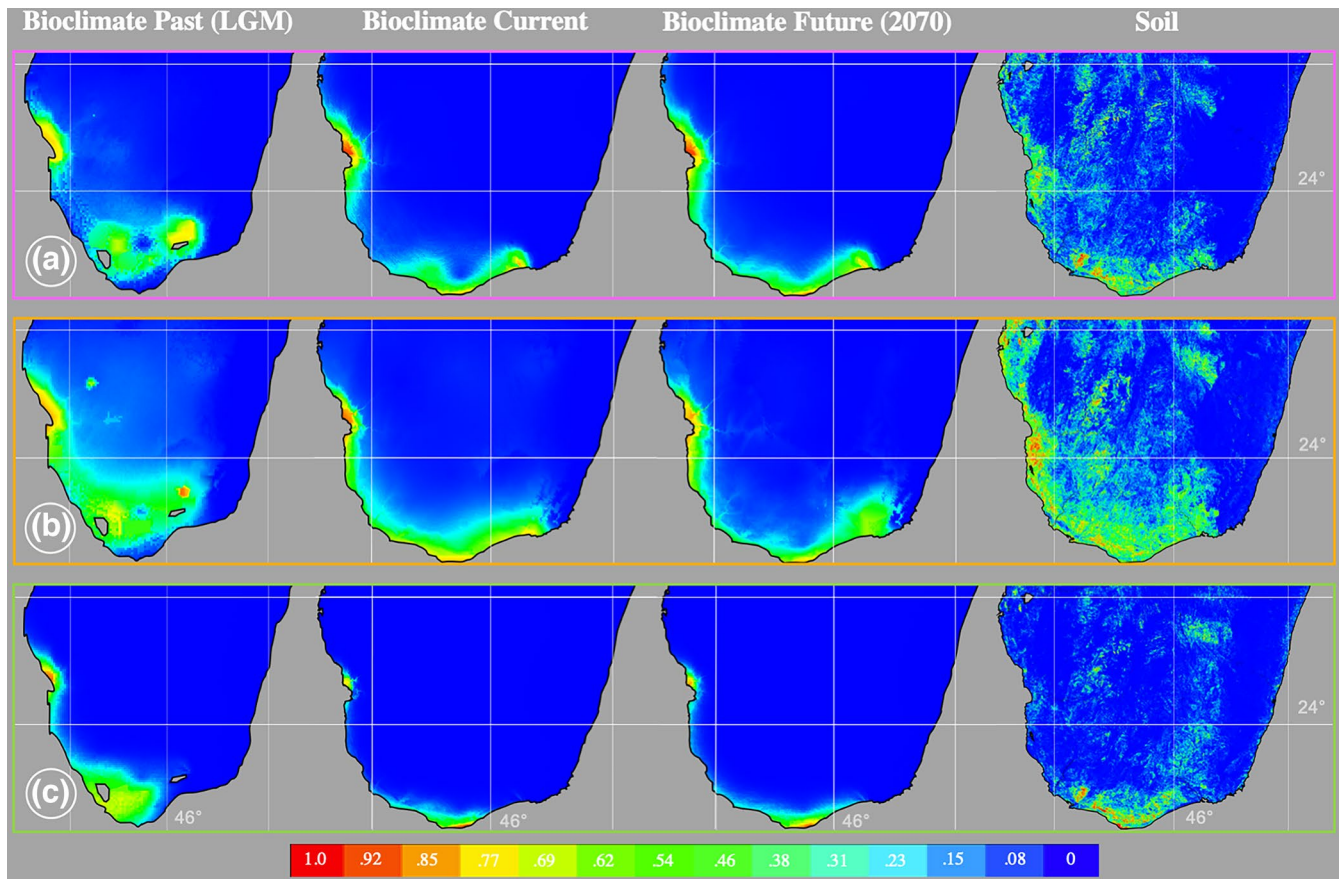 Bioclimate Past (LGM) Bioclimate Current Bioclimate Future (2070) Soil
24°
(a)
24°
(b)
24°
(c)
46° 46° 46° 46°
1.0 .92 .85 .77 .69 .62 .54 .46 .38 .31 .23 .15 .08 0